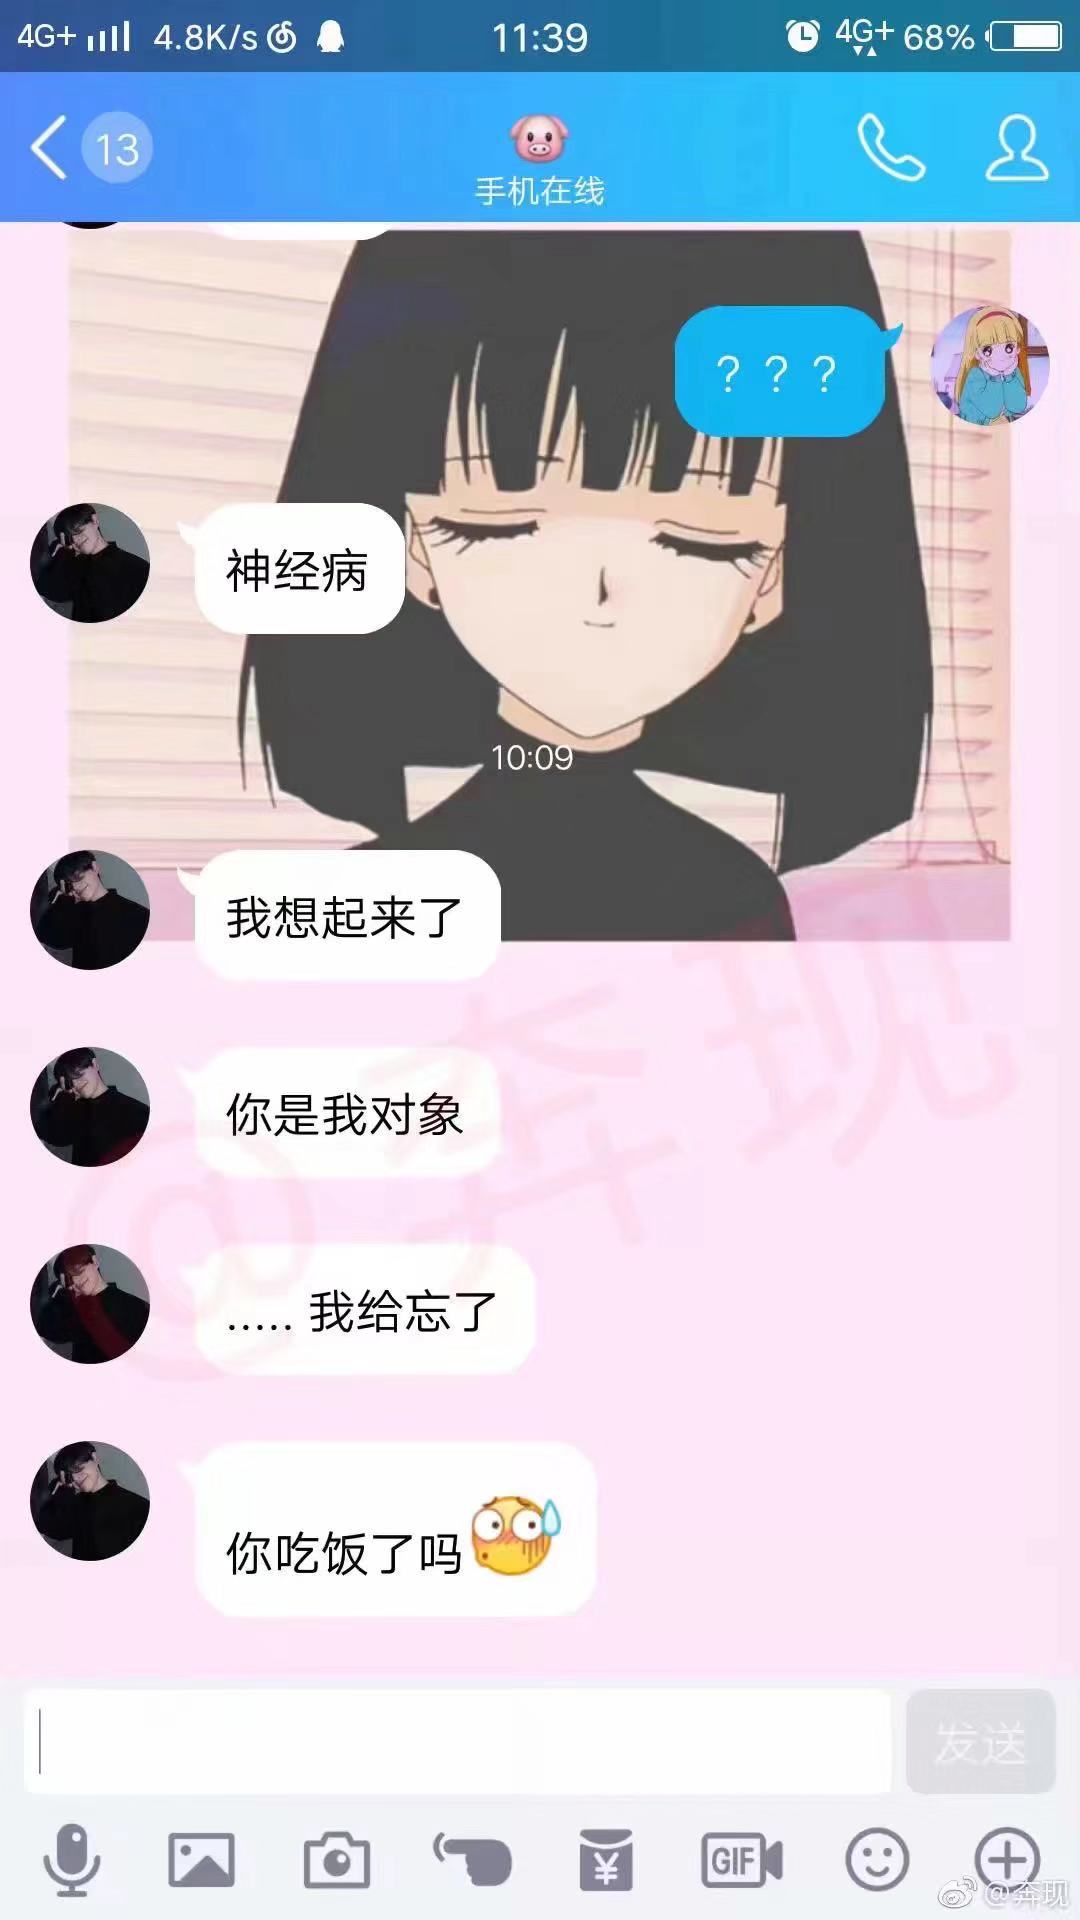 4G+ 4.8K/s 11:39 4G+ 68%
13
手机在线
？？？
神经病
10:09
我想起来了
你是我对象
..... 我给忘了
你吃饭了吗
@奔现
发送
GIF
@奔现